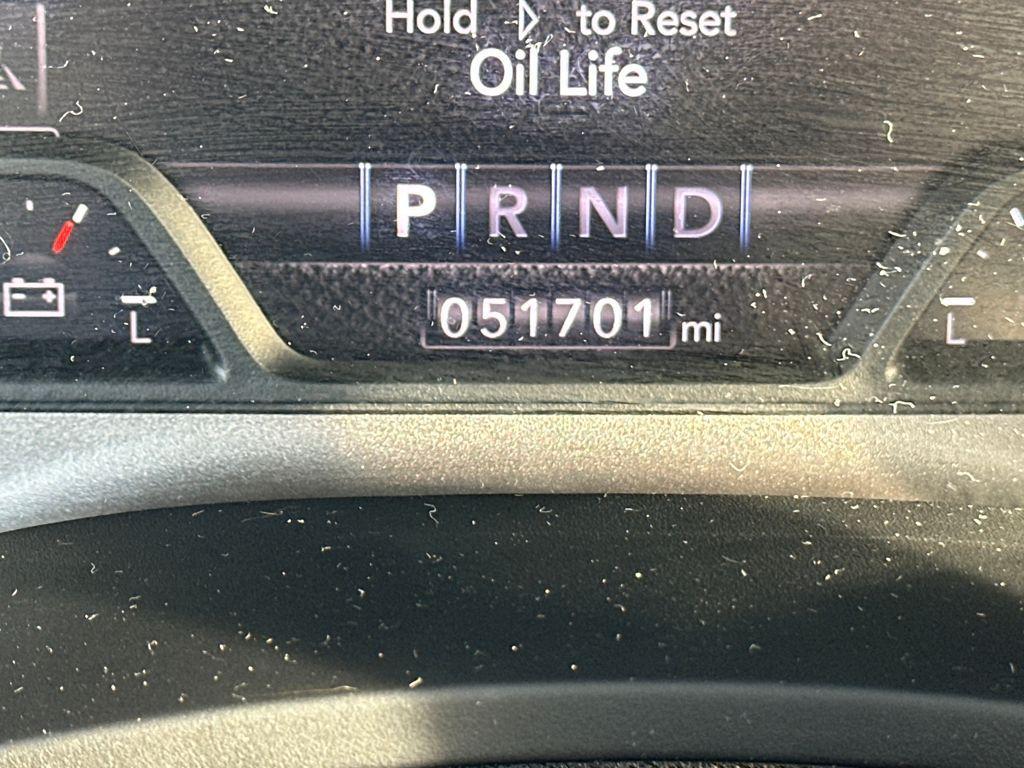 Hold ▷ to Reset
Oil Life
P R N D
051701 mi
L L